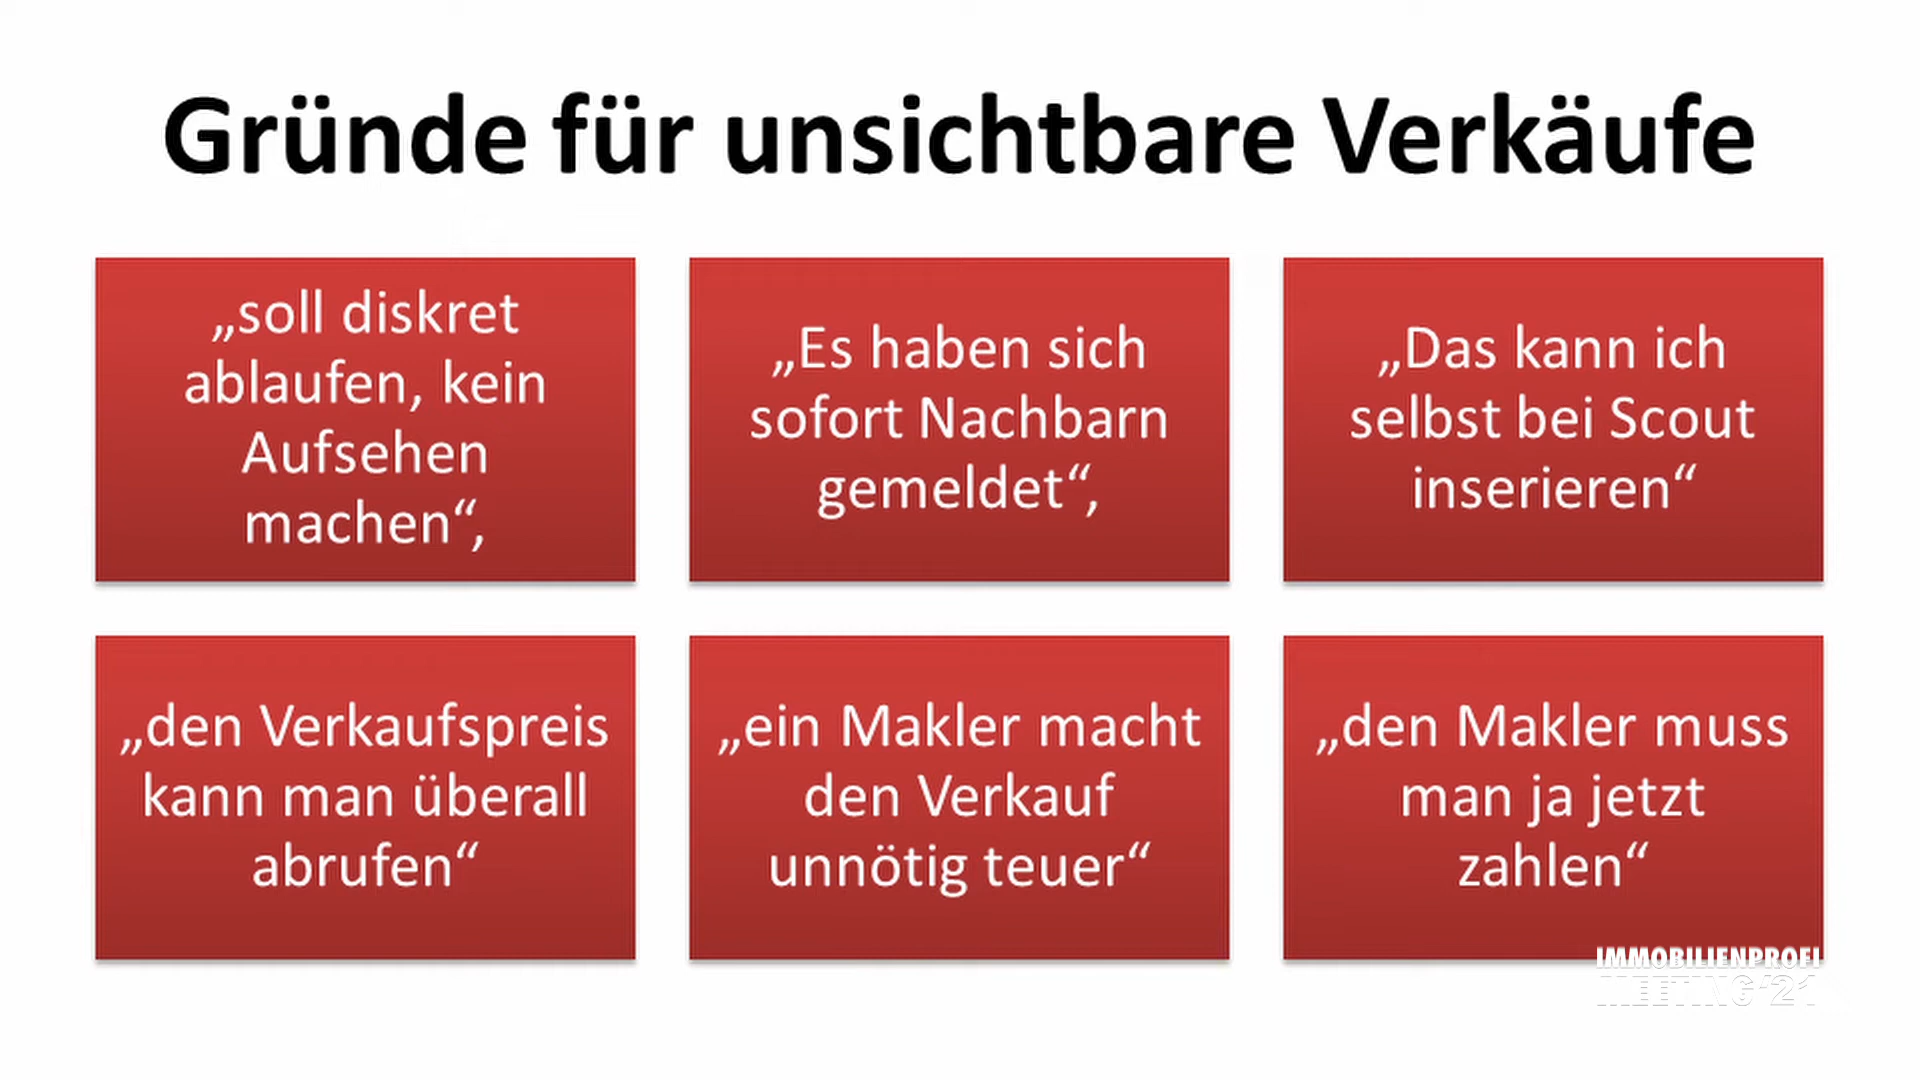 Gründe für unsichtbare Verkäufe
„soll diskret
ablaufen, kein
Aufsehen
machen“,
„Es haben sich
sofort Nachbarn
gemeldet“,
„Das kann ich
selbst bei Scout
inserieren“
„den Verkaufspreis
kann man überall
abrufen“
„ein Makler macht
den Verkauf
unnötig teuer“
„den Makler muss
man ja jetzt
zahlen“
IMMOBILIENPROFI
MEETING '21